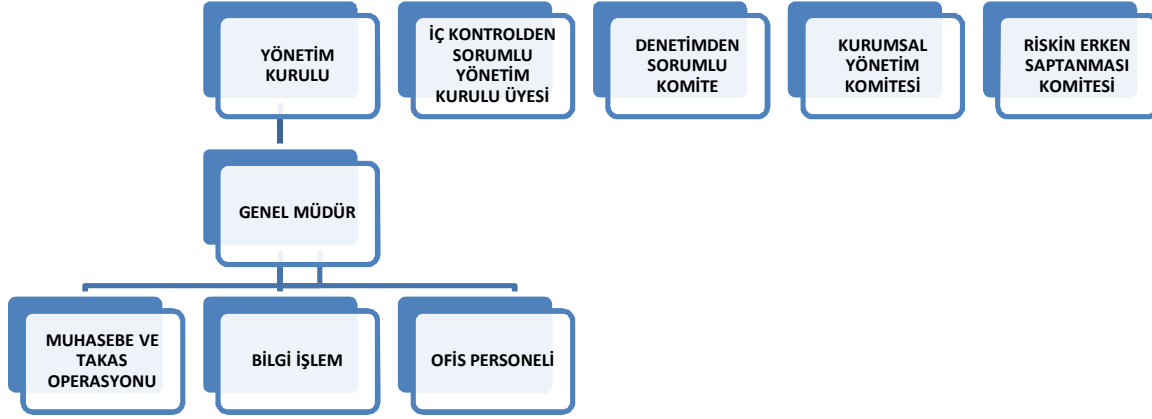 YÖNETİM
KURULU
İÇ KONTROLDEN
SORUMLU
YÖNETİM
KURULU ÜYESİ
DENETİMDEN
SORUMLU
KOMİTE
KURUMSAL
YÖNETİM
KOMİTESİ
RİSKİN ERKEN
SAPTANMASI
KOMİTESİ
GENEL MÜDÜR
MUHASEBE VE
TAKAS
OPERASYONU
BİLGİ İŞLEM
OFİS PERSONELİ